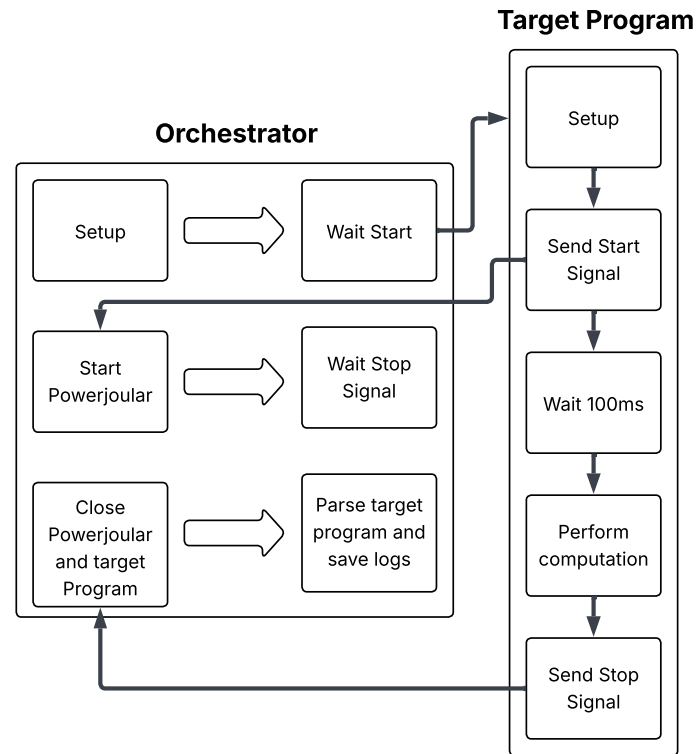 Target Program
Setup
Send Start
Signal
Wait 100ms
Perform
computation
Send Stop
Signal
Orchestrator
Setup
Wait Start
Start
Powerjoular
Wait Stop
Signal
Close
Powerjoular
and target
Program
Parse target
program and
save logs